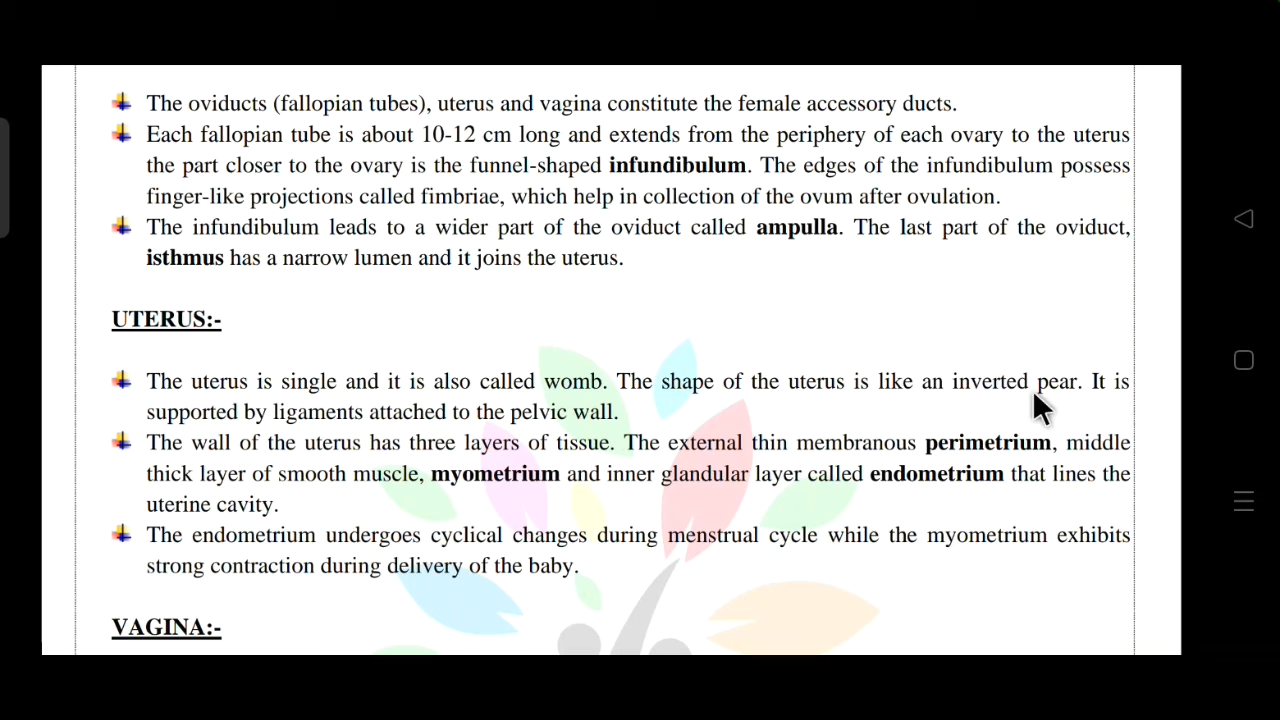 The oviducts (fallopian tubes), uterus and vagina constitute the female accessory ducts.
Each fallopian tube is about 10-12 cm long and extends from the periphery of each ovary to the uterus
the part closer to the ovary is the funnel-shaped infundibulum. The edges of the infundibulum possess
finger-like projections called fimbriae, which help in collection of the ovum after ovulation.
The infundibulum leads to a wider part of the oviduct called ampulla. The last part of the oviduct,
isthmus has a narrow lumen and it joins the uterus.
UTERUS:-
The uterus is single and it is also called womb. The shape of the uterus is like an inverted pear. It is
supported by ligaments attached to the pelvic wall.
The wall of the uterus has three layers of tissue. The external thin membranous perimetrium, middle
thick layer of smooth muscle, myometrium and inner glandular layer called endometrium that lines the
uterine cavity.
The endometrium undergoes cyclical changes during menstrual cycle while the myometrium exhibits
strong contraction during delivery of the baby.
VAGINA:-